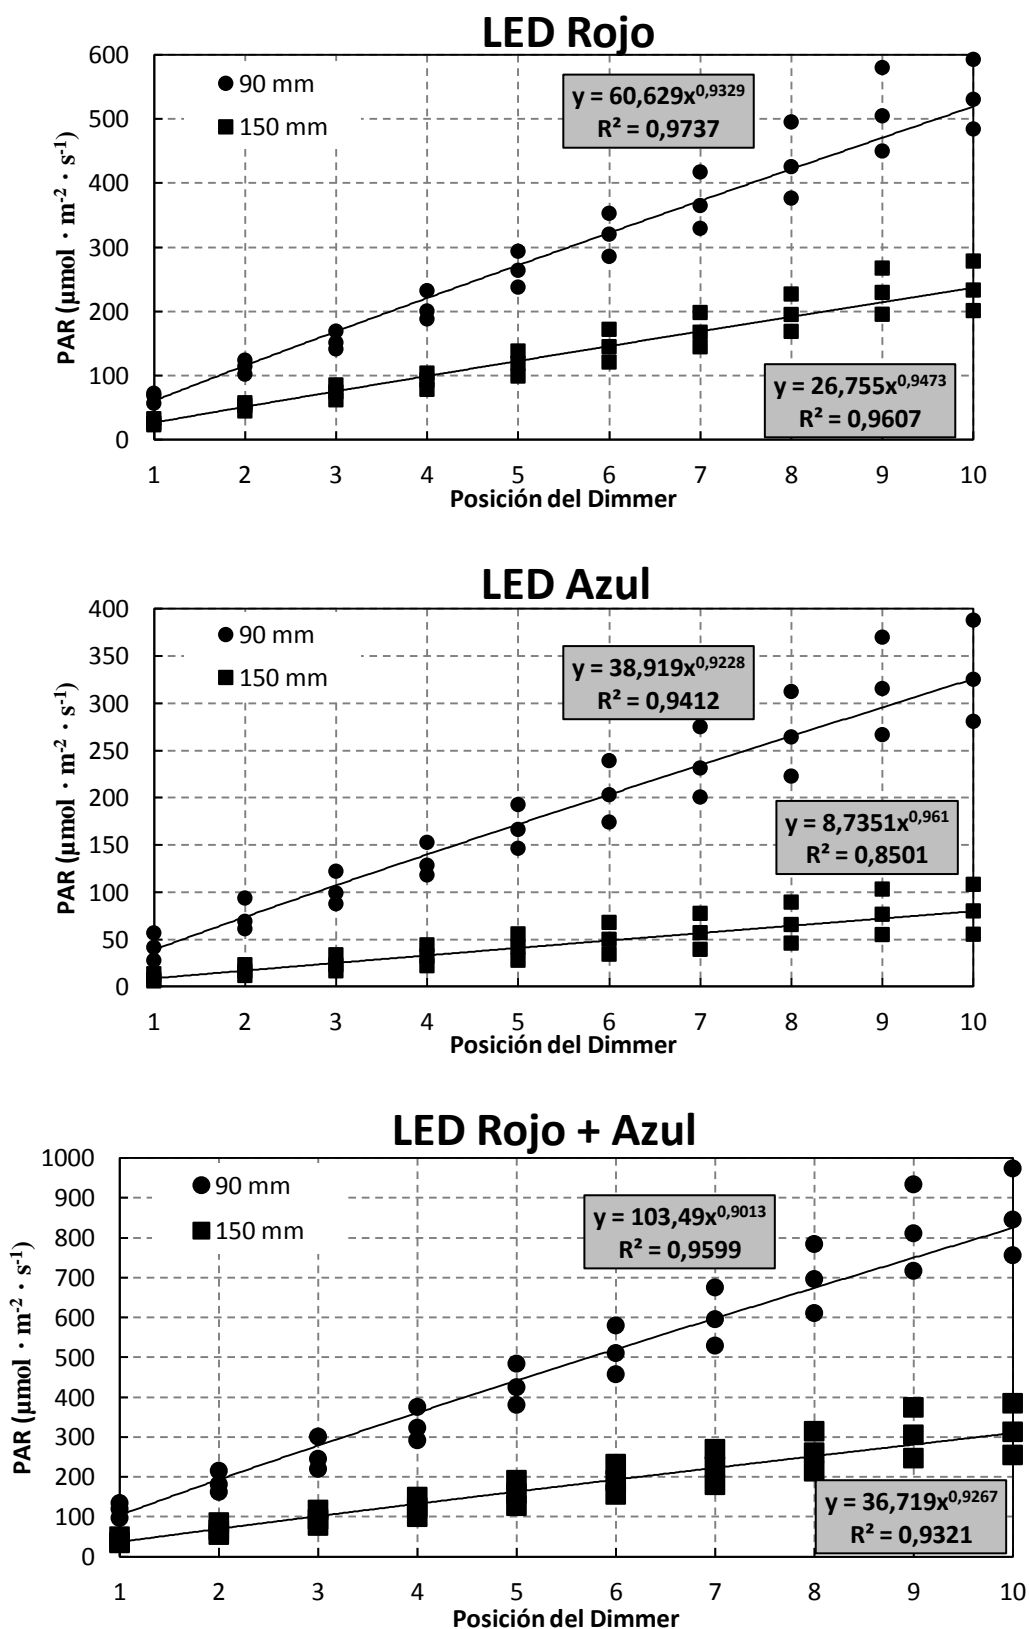 LED Rojo
600
500
400
300
200
100
0
PAR (µmol · m⁻² · s⁻¹)
90 mm
150 mm
y = 60,629x^0,9329
R² = 0,9737
y = 26,755x^0,9473
R² = 0,9607
1 2 3 4 5 6 7 8 9 10
Posición del Dimmer
LED Azul
400
350
300
250
200
150
100
50
0
PAR (µmol · m⁻² · s⁻¹)
90 mm
150 mm
y = 38,919x^0,9228
R² = 0,9412
y = 8,7351x^0,961
R² = 0,8501
1 2 3 4 5 6 7 8 9 10
Posición del Dimmer
LED Rojo + Azul
1000
900
800
700
600
500
400
300
200
100
0
PAR (µmol · m⁻² · s⁻¹)
90 mm
150 mm
y = 103,49x^0,9013
R² = 0,9599
y = 36,719x^0,9267
R² = 0,9321
1 2 3 4 5 6 7 8 9 10
Posición del Dimmer